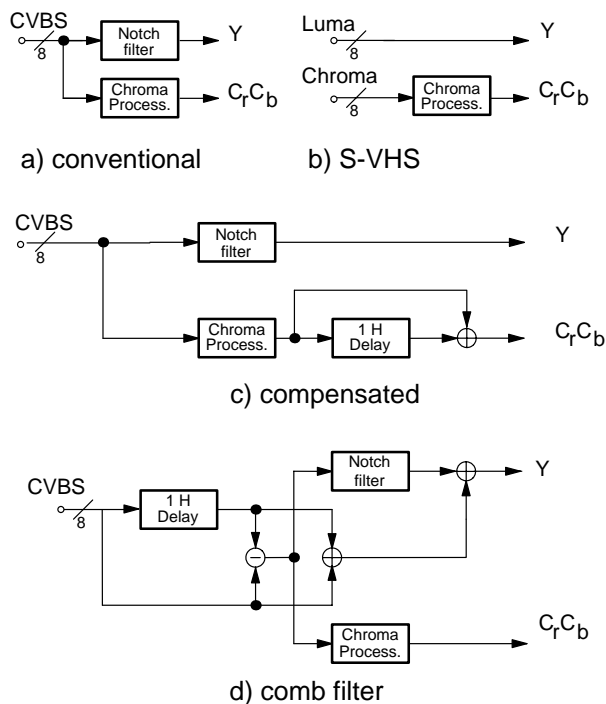 CVBS
8
Notch
filter
Y
Chroma
Process.
CrCb
a) conventional
Luma
8
Y
Chroma
8
Chroma
Process.
CrCb
b) S-VHS
CVBS
8
Notch
filter
Y
Chroma
Process.
1 H
Delay
CrCb
c) compensated
CVBS
8
1 H
Delay
Notch
filter
Y
Chroma
Process.
CrCb
d) comb filter